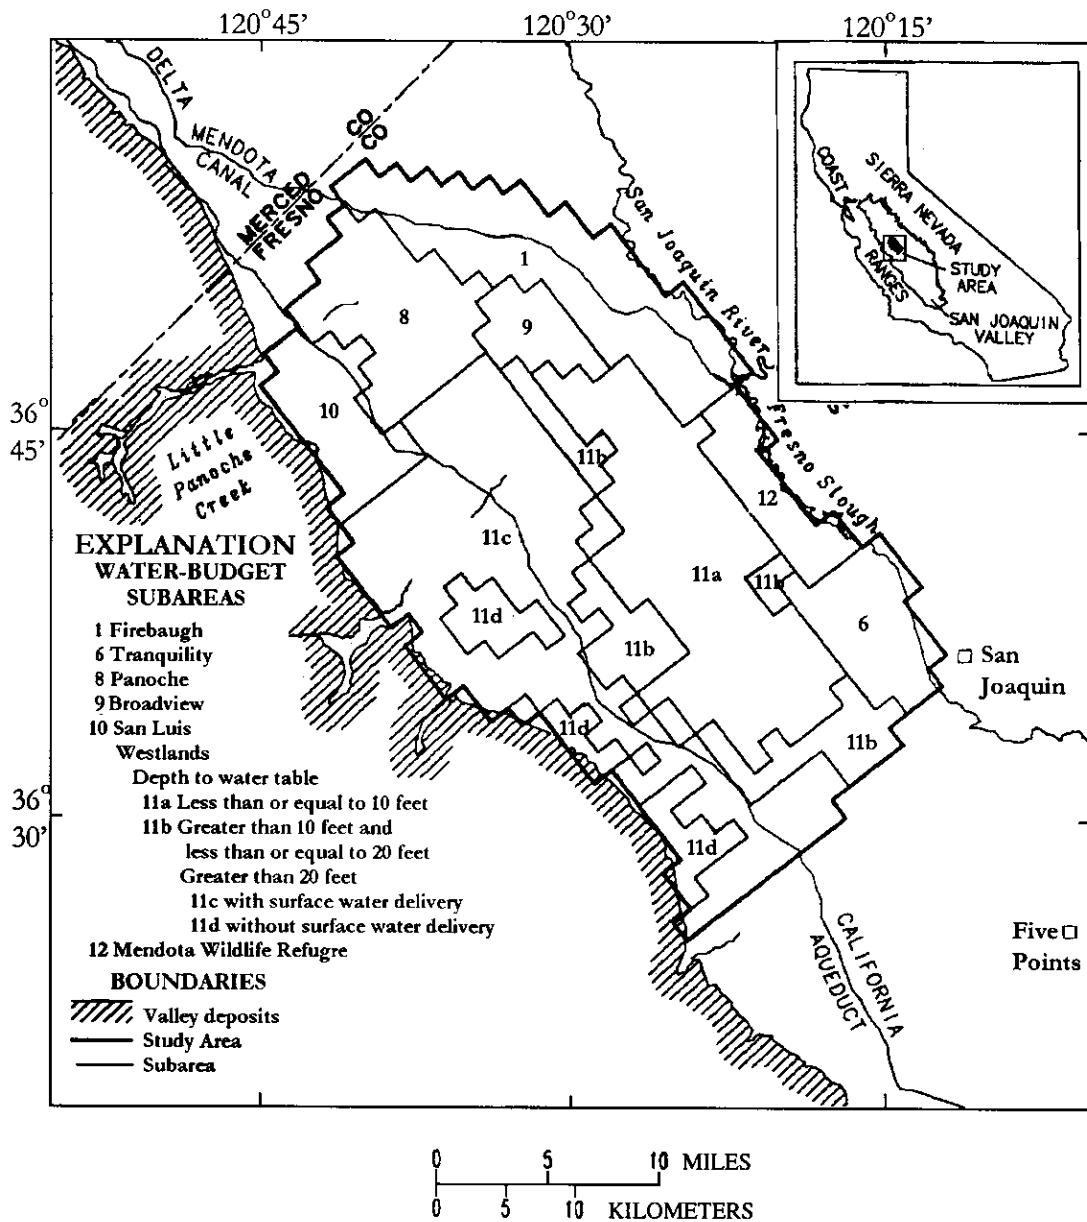 120°45' 120°30' 120°15'
DELTA
MENDOTA
CANAL
CO
CO
MERCED
FRESNO
San Joaquin River
COAST
RANGES
SIERRA NEVADA
STUDY
AREA
SAN JOAQUIN
VALLEY
1
8
9
10
36°
45'
Little
Panoche
Creek
Fresno Slough
11b
12
11c
11a
11b
11d
6
11b
San
Joaquin
11d
11b
11d
36°
30'
EXPLANATION
WATER-BUDGET
SUBAREAS
1 Firebaugh
6 Tranquility
8 Panoche
9 Broadview
10 San Luis
Westlands
Depth to water table
11a Less than or equal to 10 feet
11b Greater than 10 feet and
less than or equal to 20 feet
Greater than 20 feet
11c with surface water delivery
11d without surface water delivery
12 Mendota Wildlife Refugre
BOUNDARIES
Valley deposits
Study Area
Subarea
CALIFORNIA
AQUEDUCT
Five
Points
0 5 10 MILES
0 5 10 KILOMETERS